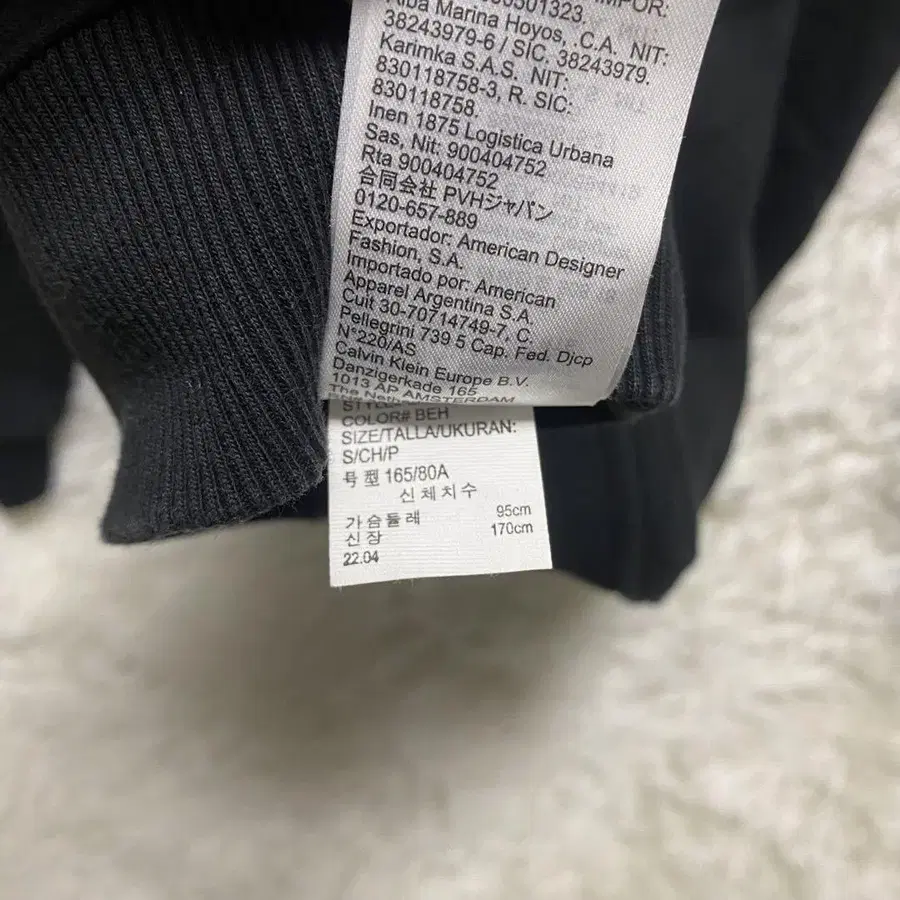 IMPOR:
Alba Marina Hoyos, .C.A. NIT:
38243979-6 / SIC, 38243979.
Karimka S.A.S. NIT:
830118758-3, R. SIC:
830118758.
Inen 1875 Logistica Urbana
Sas, Nit: 900404752
Rta 900404752
合同会社 PVHジャパン
0120-657-889
Exportador: American Designer
Fashion, S.A.
Importado por: American
Apparel Argentina S.A.
Cuit 30-70714749-7, C.
Pellegrini 739 5 Cap. Fed. Djcp
N°220/AS
Calvin Klein Europe B.V.
Danzigerkade 165
1013 AP AMSTERDAM
The
COLOR# BEH
SIZE/TALLA/UKURAN:
S/CH/P
号型 165/80A
신체치수
가슴둘레 95cm
신장 170cm
22.04